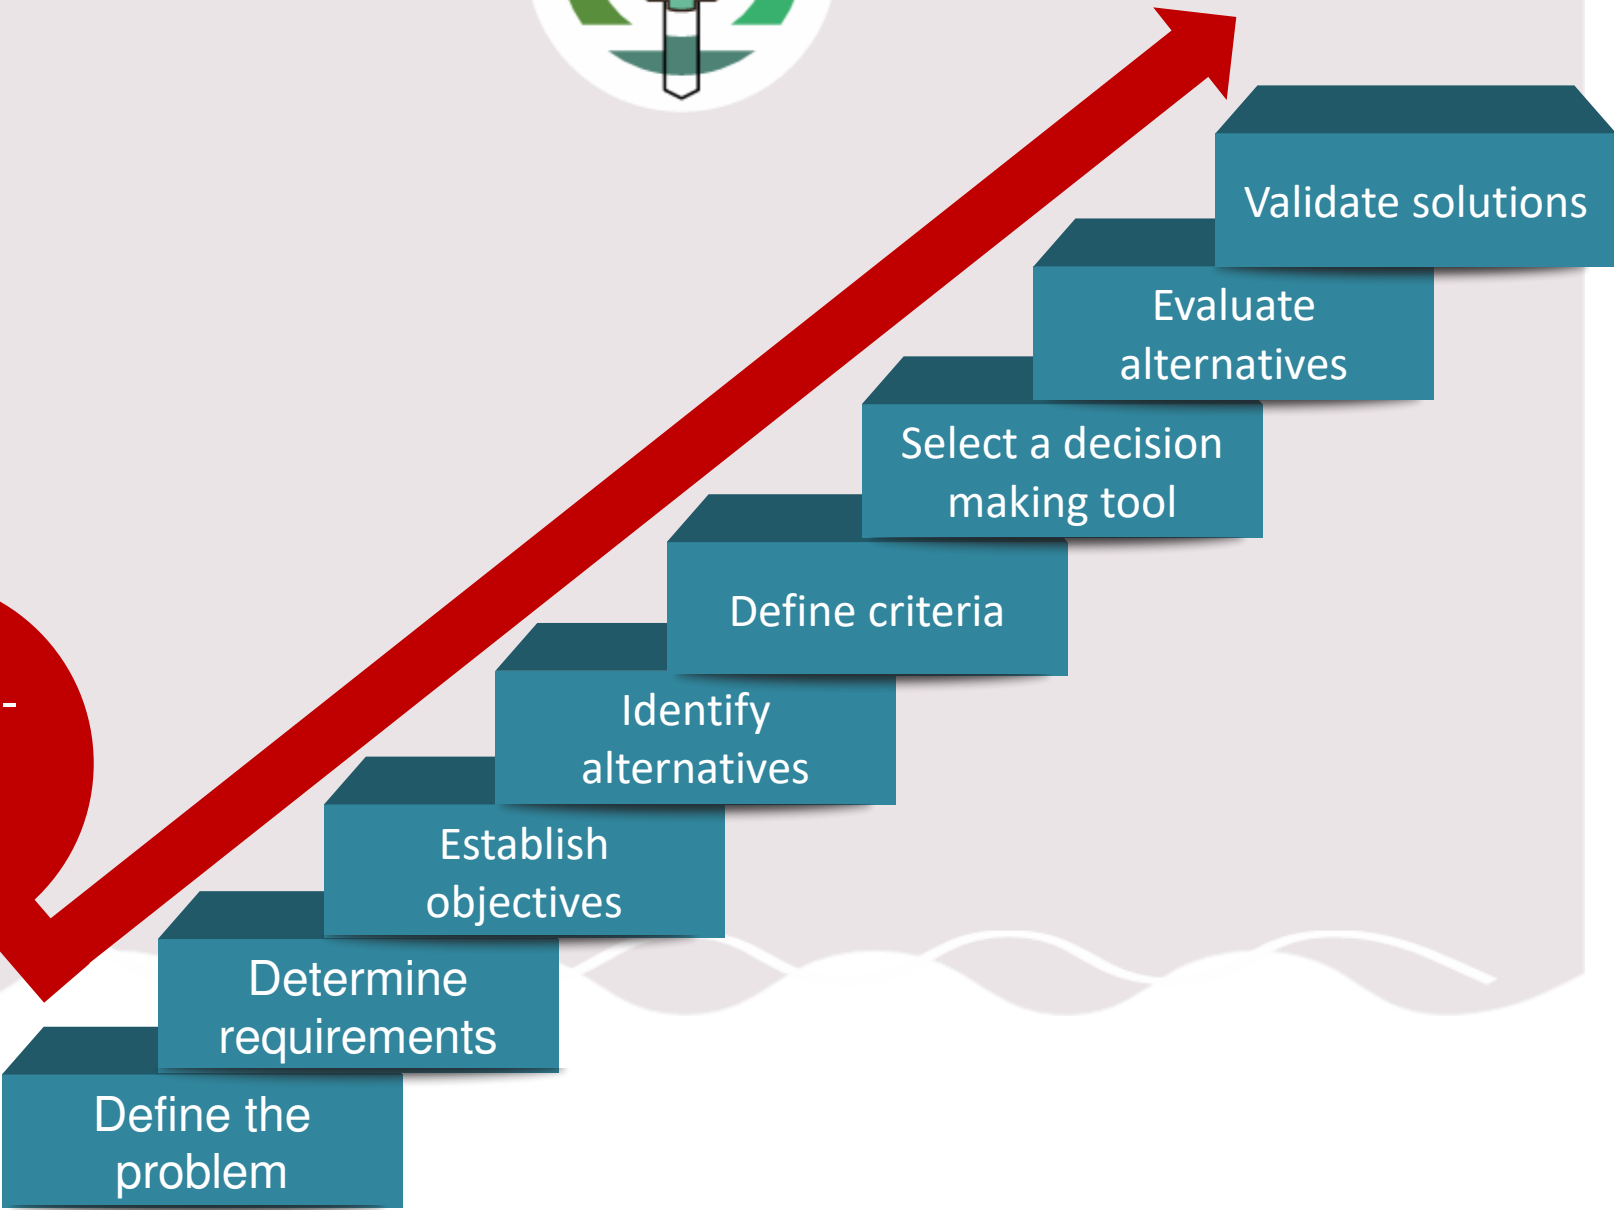 Validate solutions
Evaluate
alternatives
Select a decision
making tool
Define criteria
Identify
alternatives
-
Establish
objectives
Determine
requirements
Define the
problem